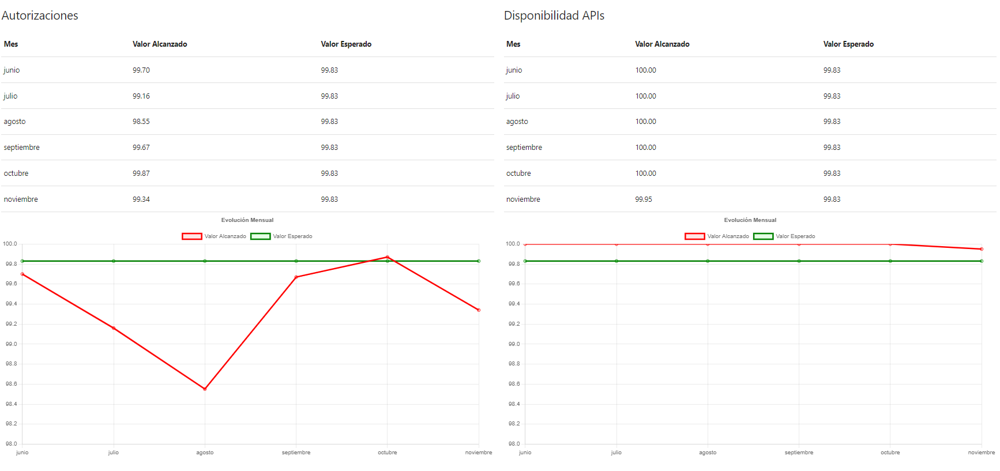 Autorizaciones
Mes Valor Alcanzado Valor Esperado
junio 99.70 99.83
julio 99.16 99.83
agosto 98.55 99.83
septiembre 99.67 99.83
octubre 99.87 99.83
noviembre 99.34 99.83
Evolución Mensual
Valor Alcanzado Valor Esperado
100.0
99.8
99.6
99.4
99.2
99.0
98.8
98.6
98.4
98.2
98.0
junio julio agosto septiembre octubre noviembre
Disponibilidad APIs
Mes Valor Alcanzado Valor Esperado
junio 100.00 99.83
julio 100.00 99.83
agosto 100.00 99.83
septiembre 100.00 99.83
octubre 100.00 99.83
noviembre 99.95 99.83
Evolución Mensual
Valor Alcanzado Valor Esperado
100.0
99.8
99.6
99.4
99.2
99.0
98.8
98.6
98.4
98.2
98.0
junio julio agosto septiembre octubre noviembre